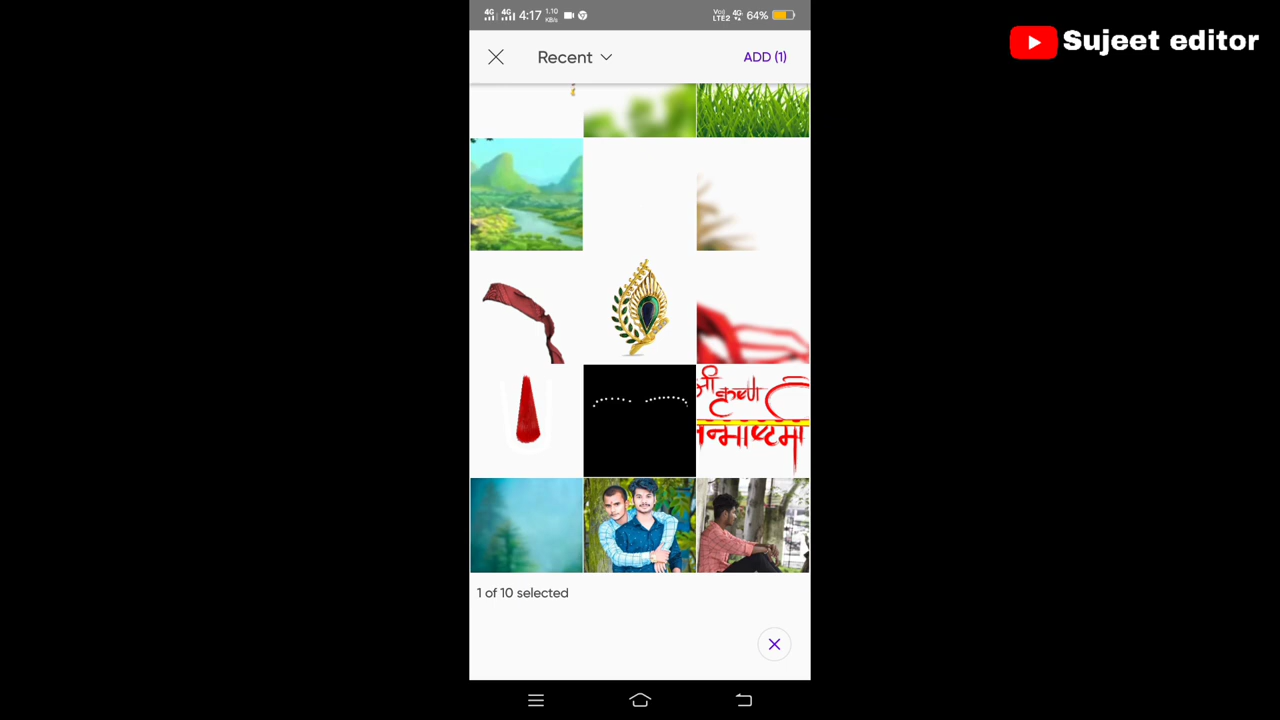 4G 4G 4:17 1.10 KB/s VoD LTE2 4G 64%
Sujeet editor
Recent ADD (1)
श्री
कृष्ण
जन्माष्टमी
1 of 10 selected